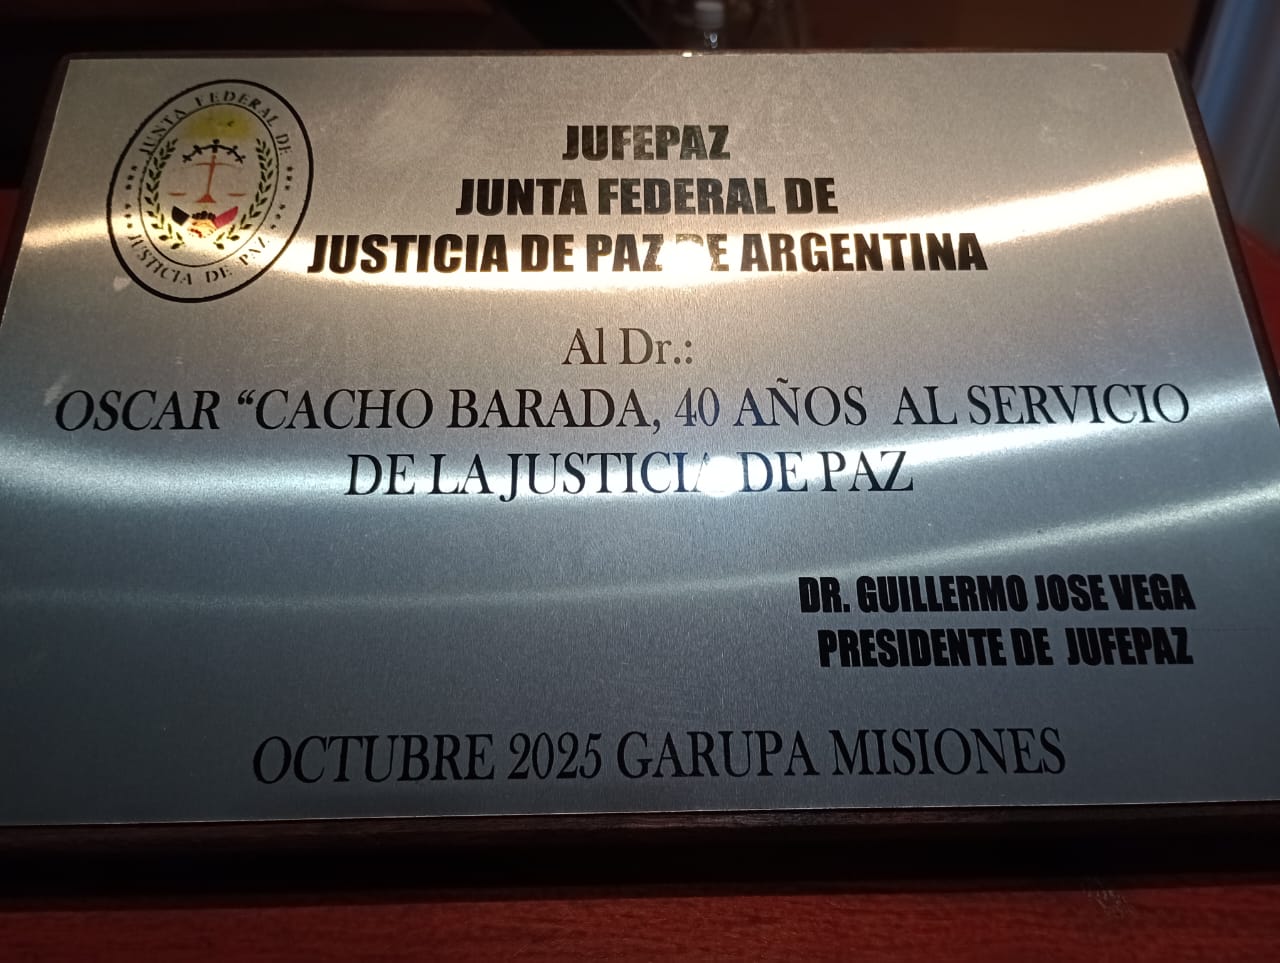 JUNTA FEDERAL DE
JUSTICIA DE PAZ
JUFEPAZ
JUNTA FEDERAL DE
JUSTICIA DE PAZ DE ARGENTINA
Al Dr.:
OSCAR “CACHO BARADA, 40 AÑOS AL SERVICIO
DE LA JUSTICIA DE PAZ
DR. GUILLERMO JOSE VEGA
PRESIDENTE DE JUFEPAZ
OCTUBRE 2025 GARUPA MISIONES